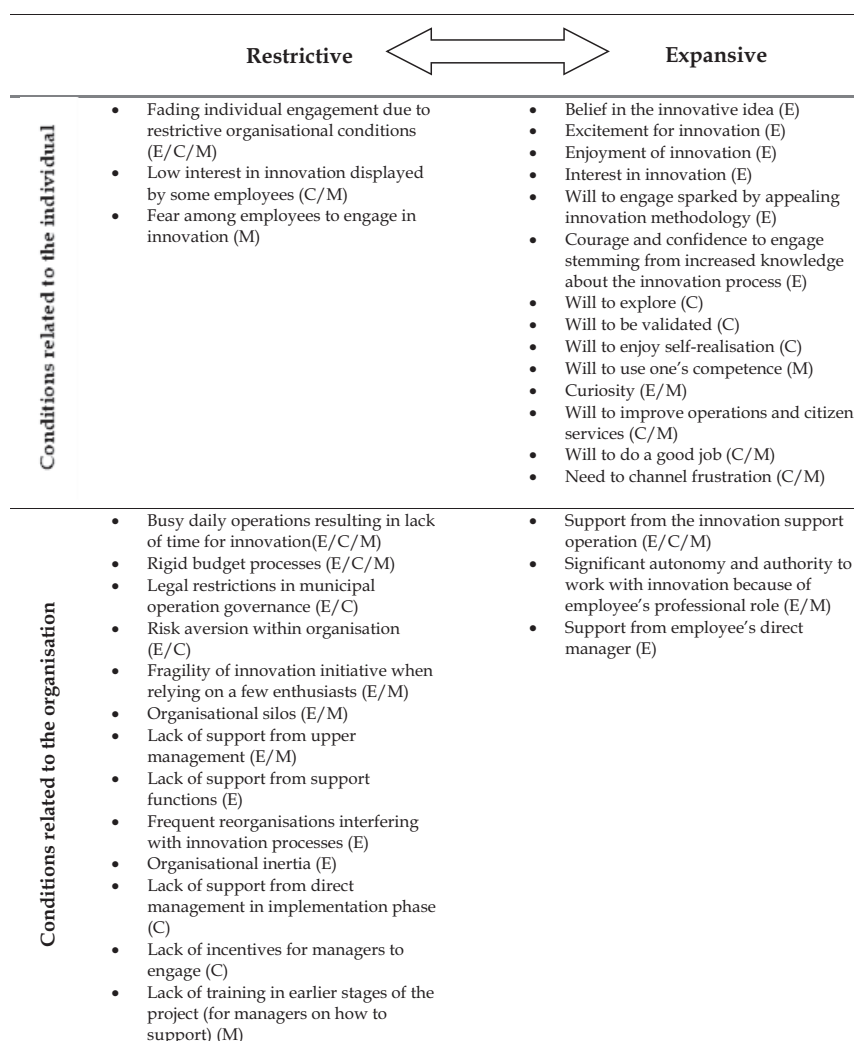 Restrictive
Expansive
Conditions related to the individual
• Fading individual engagement due to
restrictive organisational conditions
(E/C/M)
• Low interest in innovation displayed
by some employees (C/M)
• Fear among employees to engage in
innovation (M)
• Belief in the innovative idea (E)
• Excitement for innovation (E)
• Enjoyment of innovation (E)
• Interest in innovation (E)
• Will to engage sparked by appealing
innovation methodology (E)
• Courage and confidence to engage
stemming from increased knowledge
about the innovation process (E)
• Will to explore (C)
• Will to be validated (C)
• Will to enjoy self-realisation (C)
• Will to use one's competence (M)
• Curiosity (E/M)
• Will to improve operations and citizen
services (C/M)
• Will to do a good job (C/M)
• Need to channel frustration (C/M)
Conditions related to the organisation
• Busy daily operations resulting in lack
of time for innovation(E/C/M)
• Rigid budget processes (E/C/M)
• Legal restrictions in municipal
operation governance (E/C)
• Risk aversion within organisation
(E/C)
• Fragility of innovation initiative when
relying on a few enthusiasts (E/M)
• Organisational silos (E/M)
• Lack of support from upper
management (E/M)
• Lack of support from support
functions (E)
• Frequent reorganisations interfering
with innovation processes (E)
• Organisational inertia (E)
• Lack of support from direct
management in implementation phase
(C)
• Lack of incentives for managers to
engage (C)
• Lack of training in earlier stages of the
project (for managers on how to
support) (M)
• Support from the innovation support
operation (E/C/M)
• Significant autonomy and authority to
work with innovation because of
employee's professional role (E/M)
• Support from employee's direct
manager (E)